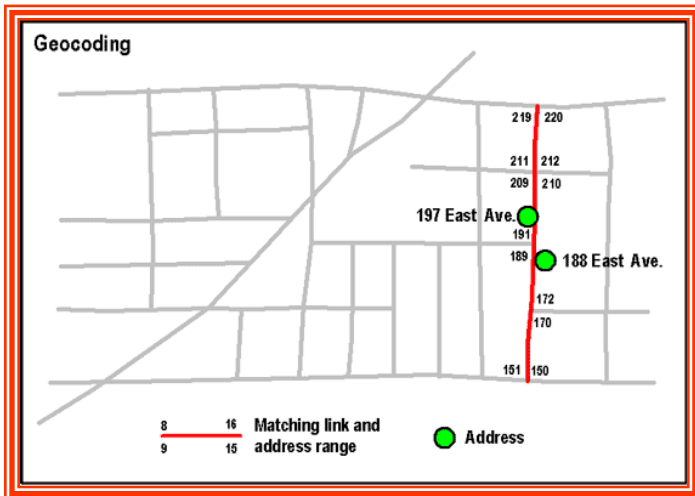 Geocoding
219 220
211 212
209 210
197 East Ave.
191
189 188 East Ave.
172
170
151 150
8 16 Matching link and
9 15 address range
Address